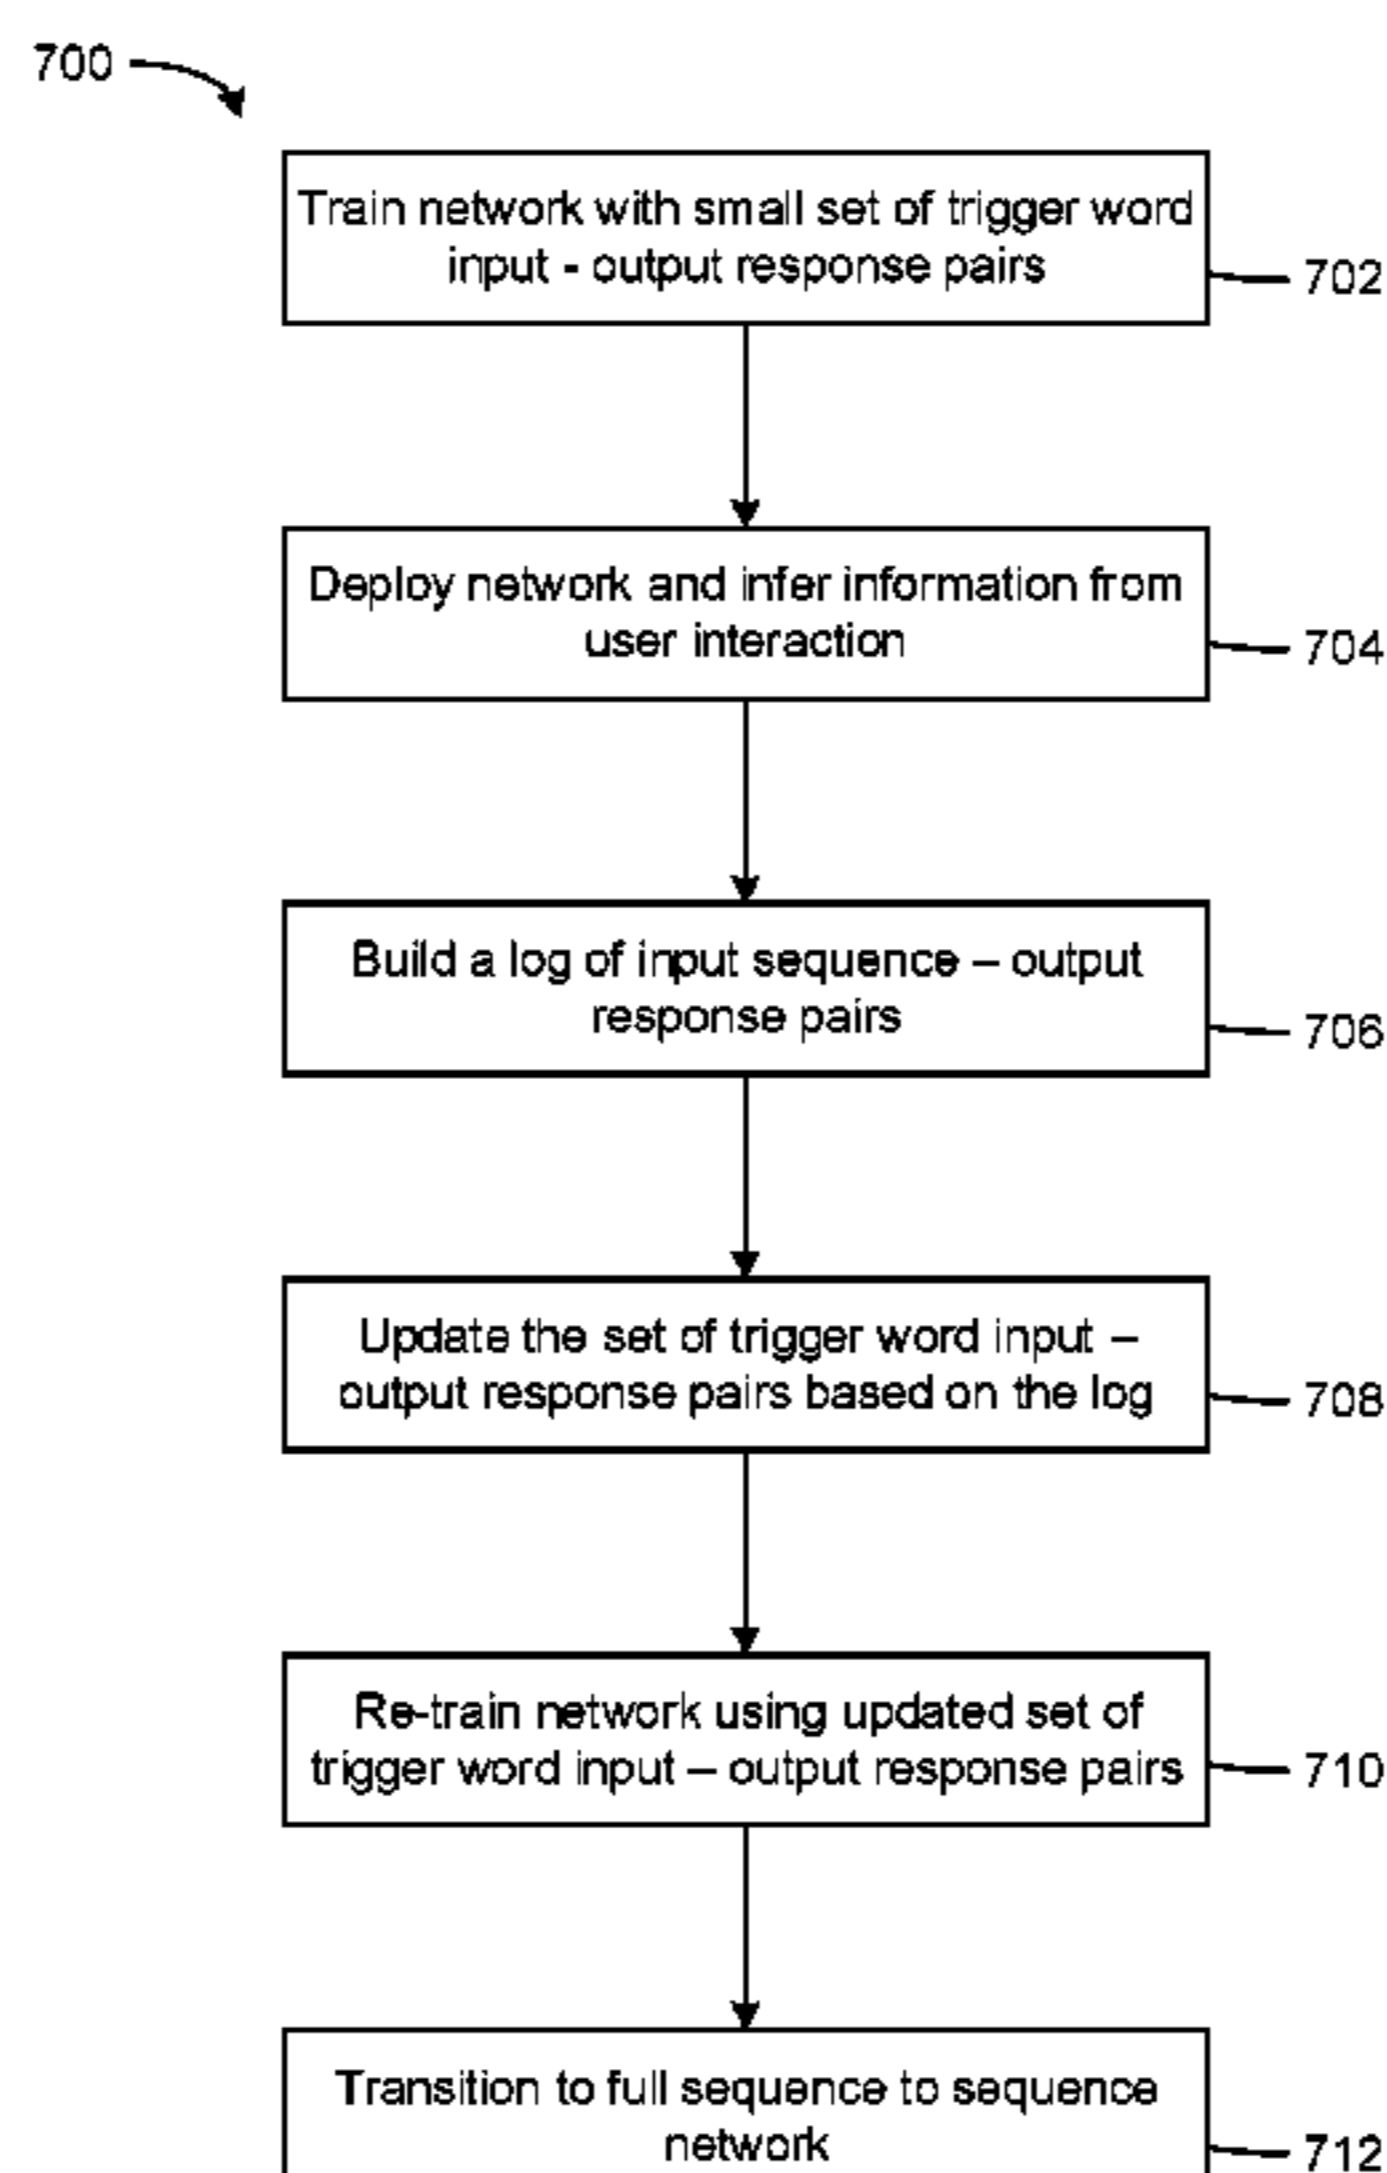 700
Train network with small set of trigger word
input - output response pairs
702
Deploy network and infer information from
user interaction
704
Build a log of input sequence – output
response pairs
706
Update the set of trigger word input –
output response pairs based on the log
708
Re-train network using updated set of
trigger word input – output response pairs
710
Transition to full sequence to sequence
network
712